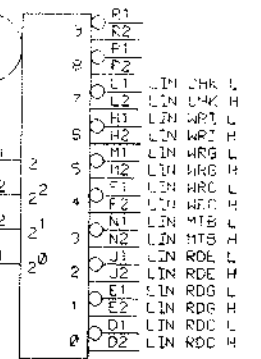 9 R1
R2
8 P1
P2
7 L1 LIN CHK L
L2 LIN CHK H
6 H1 LIN WRI L
H2 LIN WRI H
2 5 M1 LIN WRG L
M2 LIN WRG H
2² 4 F1 LIN WRC L
F2 LIN WRC H
2¹ 3 N1 LIN MTB L
N2 LIN MTB H
2⁰ 2 J1 LIN RDE L
J2 LIN RDE H
1 E1 LIN RDG L
E2 LIN RDG H
0 D1 LIN RDC L
D2 LIN RDC H